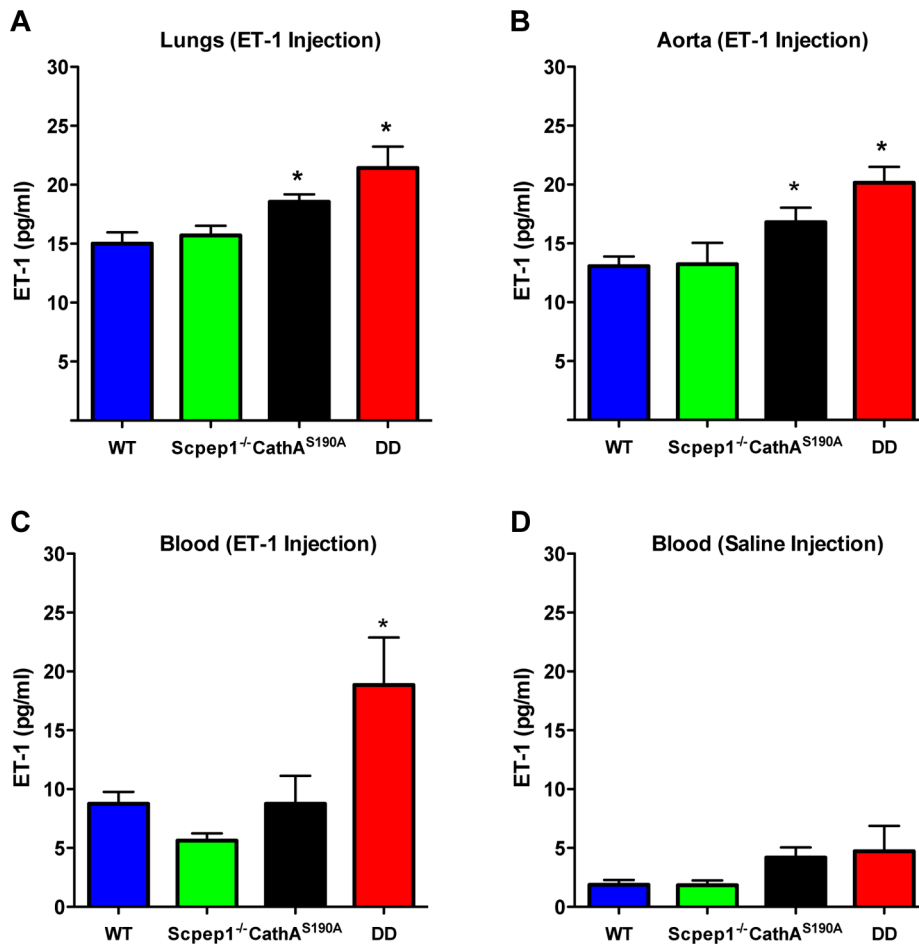 A
Lungs (ET-1 Injection)
ET-1 (pg/ml)
30
25
20
15
10
5
*
*
WT Scpep1-/- CathAS190A DD
B
Aorta (ET-1 Injection)
ET-1 (pg/ml)
30
25
20
15
10
5
*
*
WT Scpep1-/- CathAS190A DD
C
Blood (ET-1 Injection)
ET-1 (pg/ml)
30
25
20
15
10
5
0
*
WT Scpep1-/- CathAS190A DD
D
Blood (Saline Injection)
ET-1 (pg/ml)
30
25
20
15
10
5
0
WT Scpep1-/- CathAS190A DD